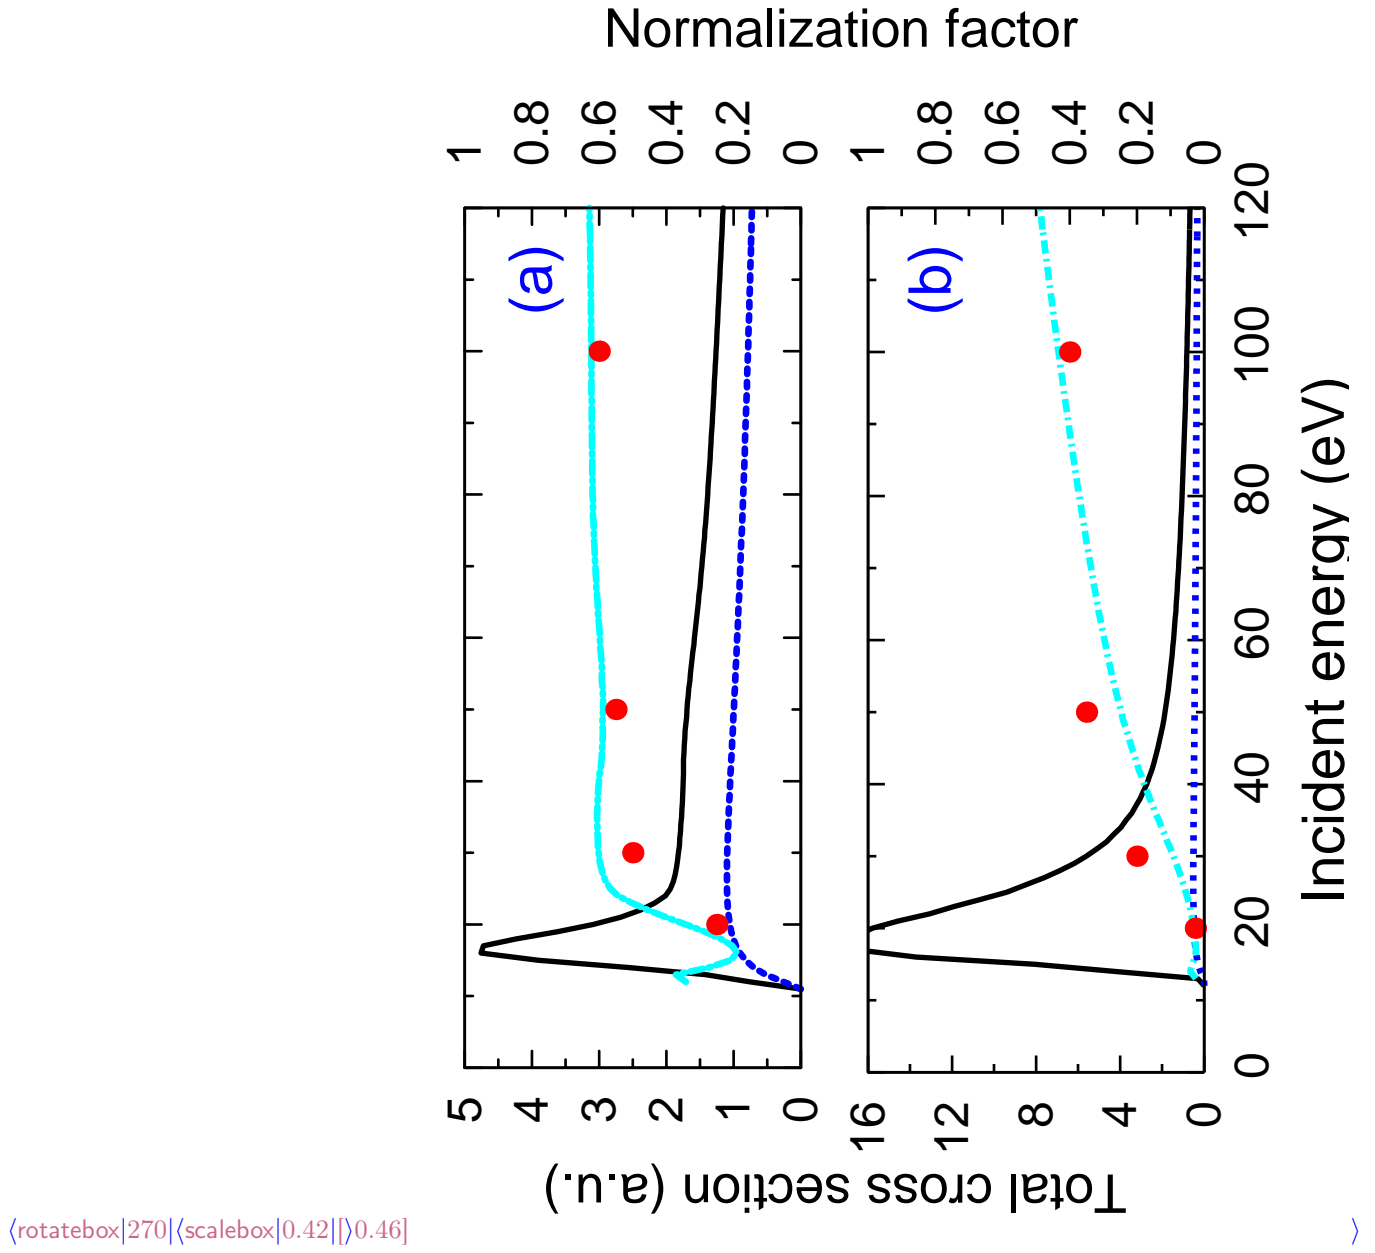 Normalization factor
1 0.8 0.6 0.4 0.2 0
1 0.8 0.6 0.4 0.2 0
(a)
(b)
5 4 3 2 1 0
16 12 8 4 0
0 20 40 60 80 100 120
Incident energy (eV)
Total cross section (a.u.)
⟨rotatebox|270|⟨scalebox|0.42|[⟩0.46] ⟩